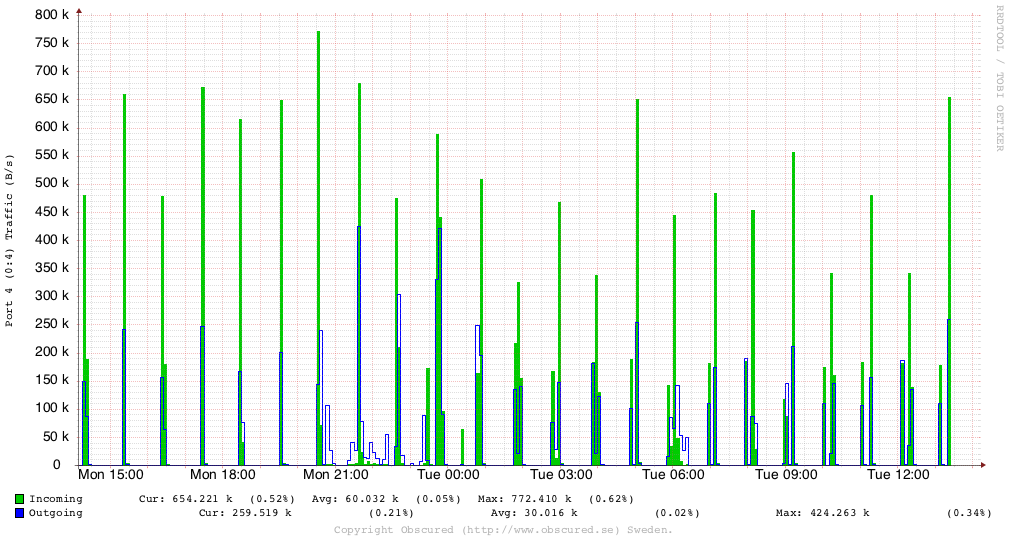 RRDTOOL / TOBI OETIKER
Port 4 (0:4) Traffic (B/s)
800 k
750 k
700 k
650 k
600 k
550 k
500 k
450 k
400 k
350 k
300 k
250 k
200 k
150 k
100 k
50 k
0
Mon 15:00 Mon 18:00 Mon 21:00 Tue 00:00 Tue 03:00 Tue 06:00 Tue 09:00 Tue 12:00
Incoming Cur: 654.221 k (0.52%) Avg: 60.032 k (0.05%) Max: 772.410 k (0.62%)
Outgoing Cur: 259.519 k (0.21%) Avg: 30.016 k (0.02%) Max: 424.263 k (0.34%)
Copyright Obscured (http://www.obscured.se) Sweden.